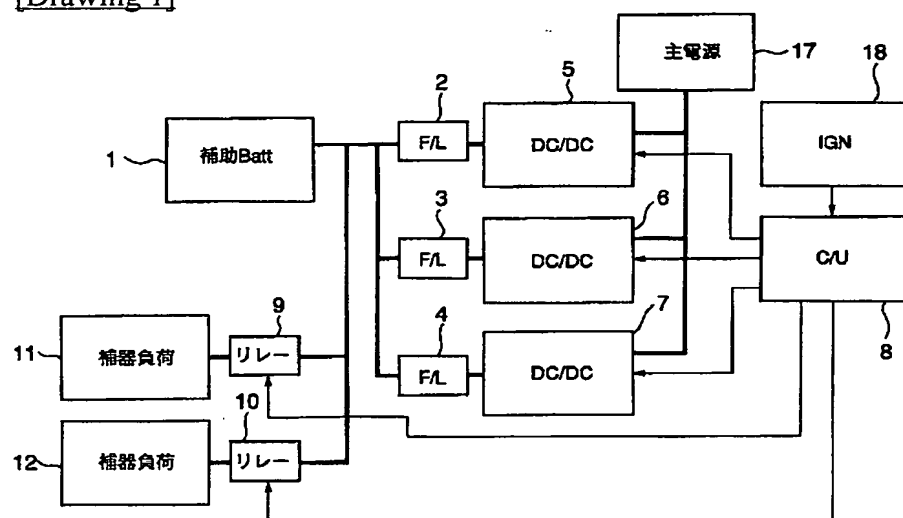 [Drawing 1]
主電源
17
18
5
2
F/L
DC/DC
IGN
1
補助Batt
3
6
F/L
DC/DC
C/U
8
4
7
F/L
DC/DC
9
11
補器負荷
リレー
10
12
補器負荷
リレー